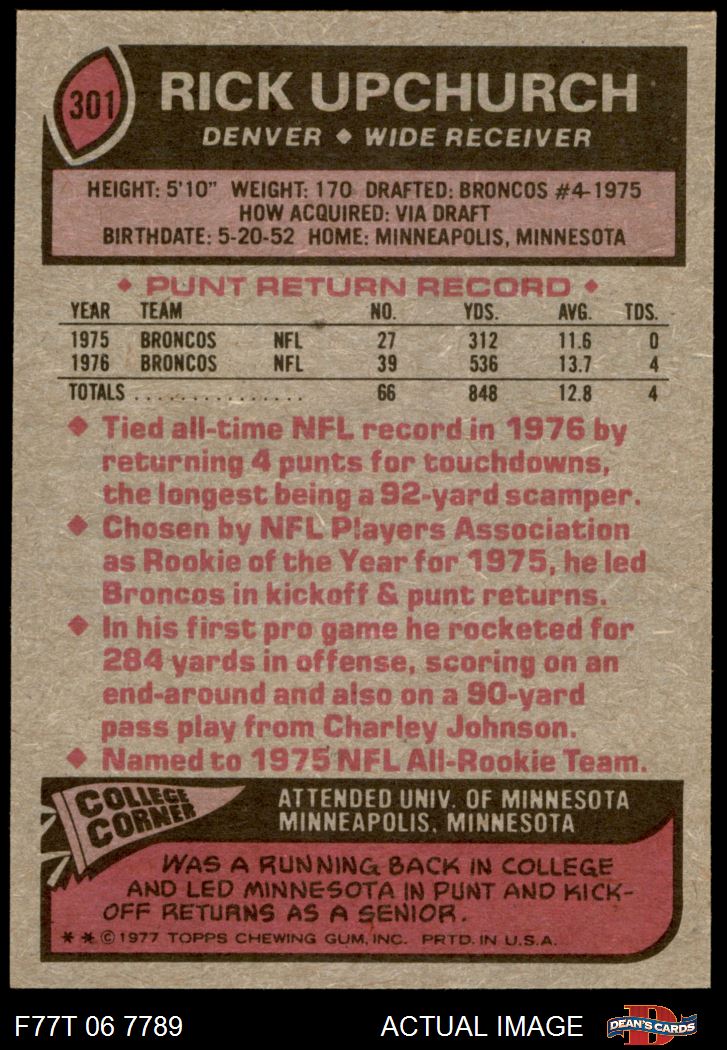 301
RICK UPCHURCH
DENVER ◆ WIDE RECEIVER
HEIGHT: 5'10" WEIGHT: 170 DRAFTED: BRONCOS #4-1975
HOW ACQUIRED: VIA DRAFT
BIRTHDATE: 5-20-52 HOME: MINNEAPOLIS, MINNESOTA
◆ PUNT RETURN RECORD ◆
YEAR TEAM NO. YDS. AVG. TDS.
1975 BRONCOS NFL 27 312 11.6 0
1976 BRONCOS NFL 39 536 13.7 4
TOTALS . . . . . . . . . . . . . . . . 66 848 12.8 4
◆ Tied all-time NFL record in 1976 by
returning 4 punts for touchdowns,
the longest being a 92-yard scamper.
◆ Chosen by NFL Players Association
as Rookie of the Year for 1975, he led
Broncos in kickoff & punt returns.
◆ In his first pro game he rocketed for
284 yards in offense, scoring on an
end-around and also on a 90-yard
pass play from Charley Johnson.
◆ Named to 1975 NFL All-Rookie Team.
COLLEGE
CORNER
ATTENDED UNIV. OF MINNESOTA
MINNEAPOLIS, MINNESOTA
WAS A RUNNING BACK IN COLLEGE
AND LED MINNESOTA IN PUNT AND KICK-
OFF RETURNS AS A SENIOR.
* * © 1977 TOPPS CHEWING GUM, INC. PRTD. IN U.S.A.
F77T 06 7789 ACTUAL IMAGE D DEAN'S CARDS